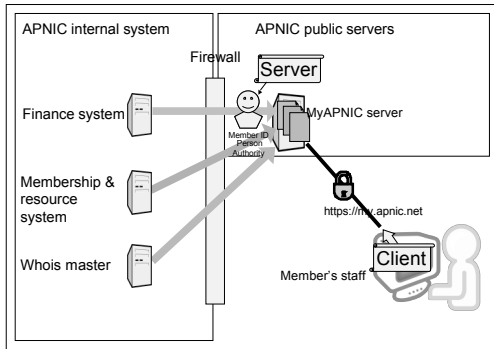 APNIC internal system
APNIC public servers
Firewall
Server
Finance system
MyAPNIC server
Member ID
Person
Authority
Membership &
resource
system
https://my.apnic.net
Whois master
Client
Member's staff